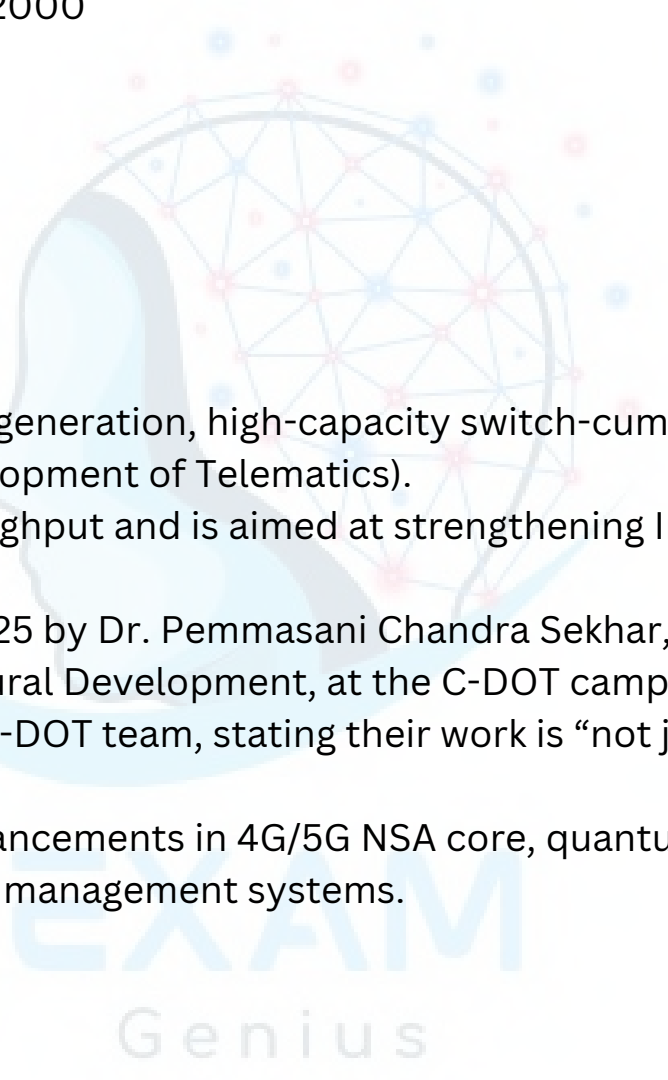 2000
generation, high-capacity switch-cum
opment of Telematics).
ghput and is aimed at strengthening I
25 by Dr. Pemmasani Chandra Sekhar,
ural Development, at the C-DOT camp
-DOT team, stating their work is “not j
ancements in 4G/5G NSA core, quantu
management systems.
EXAM
Genius